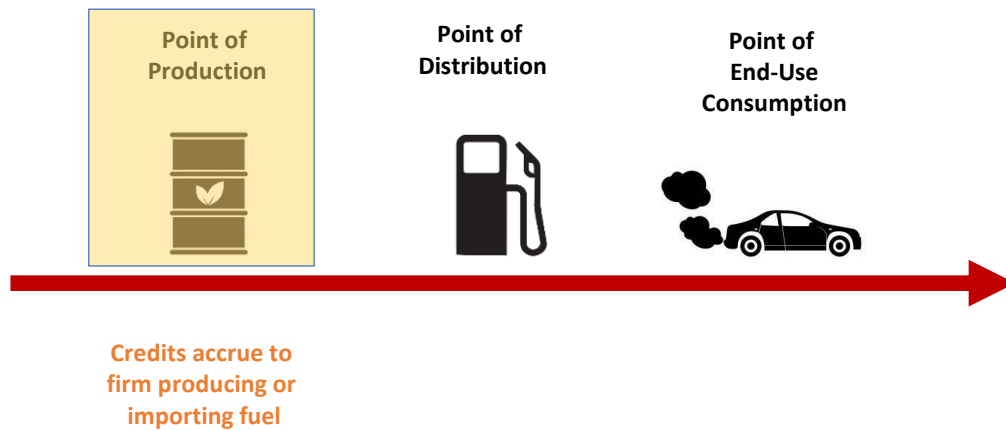 Point of
Production
Point of
Distribution
Point of
End-Use
Consumption
Credits accrue to
firm producing or
importing fuel